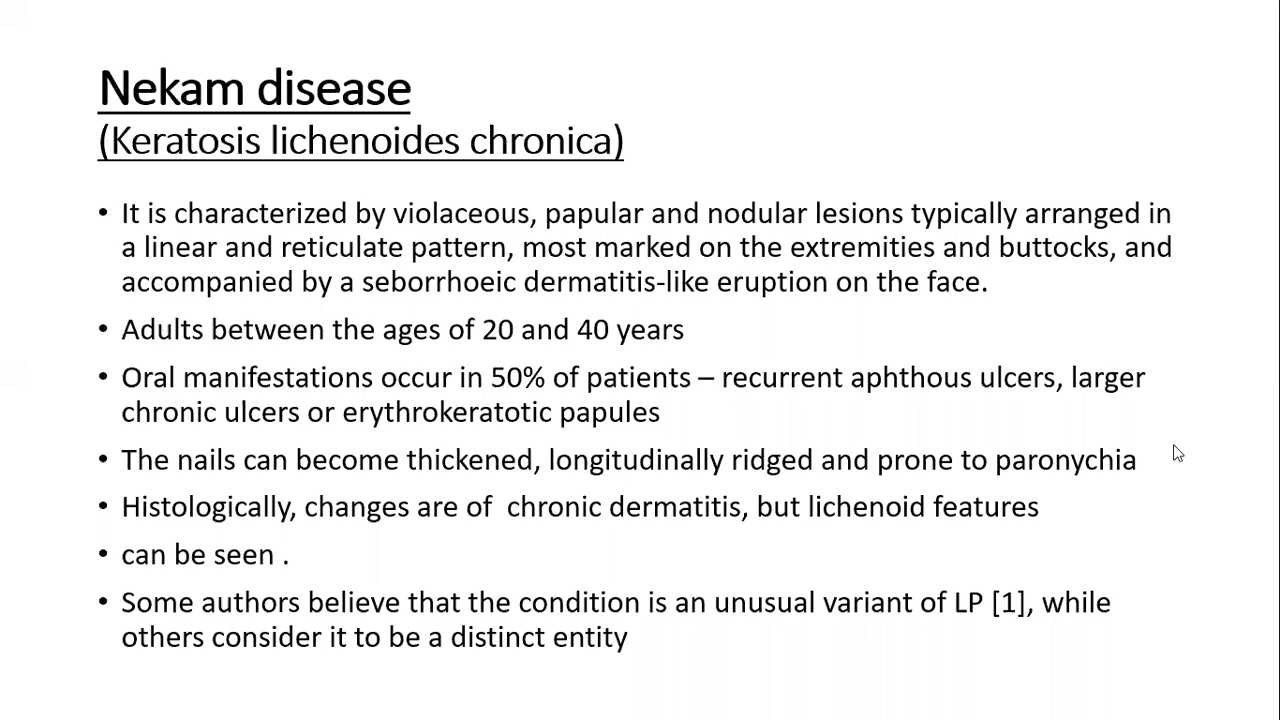 Nekam disease
(Keratosis lichenoides chronica)
• It is characterized by violaceous, papular and nodular lesions typically arranged in
a linear and reticulate pattern, most marked on the extremities and buttocks, and
accompanied by a seborrhoeic dermatitis-like eruption on the face.
• Adults between the ages of 20 and 40 years
• Oral manifestations occur in 50% of patients – recurrent aphthous ulcers, larger
chronic ulcers or erythrokeratotic papules
• The nails can become thickened, longitudinally ridged and prone to paronychia
• Histologically, changes are of  chronic dermatitis, but lichenoid features
• can be seen .
• Some authors believe that the condition is an unusual variant of LP [1], while
others consider it to be a distinct entity